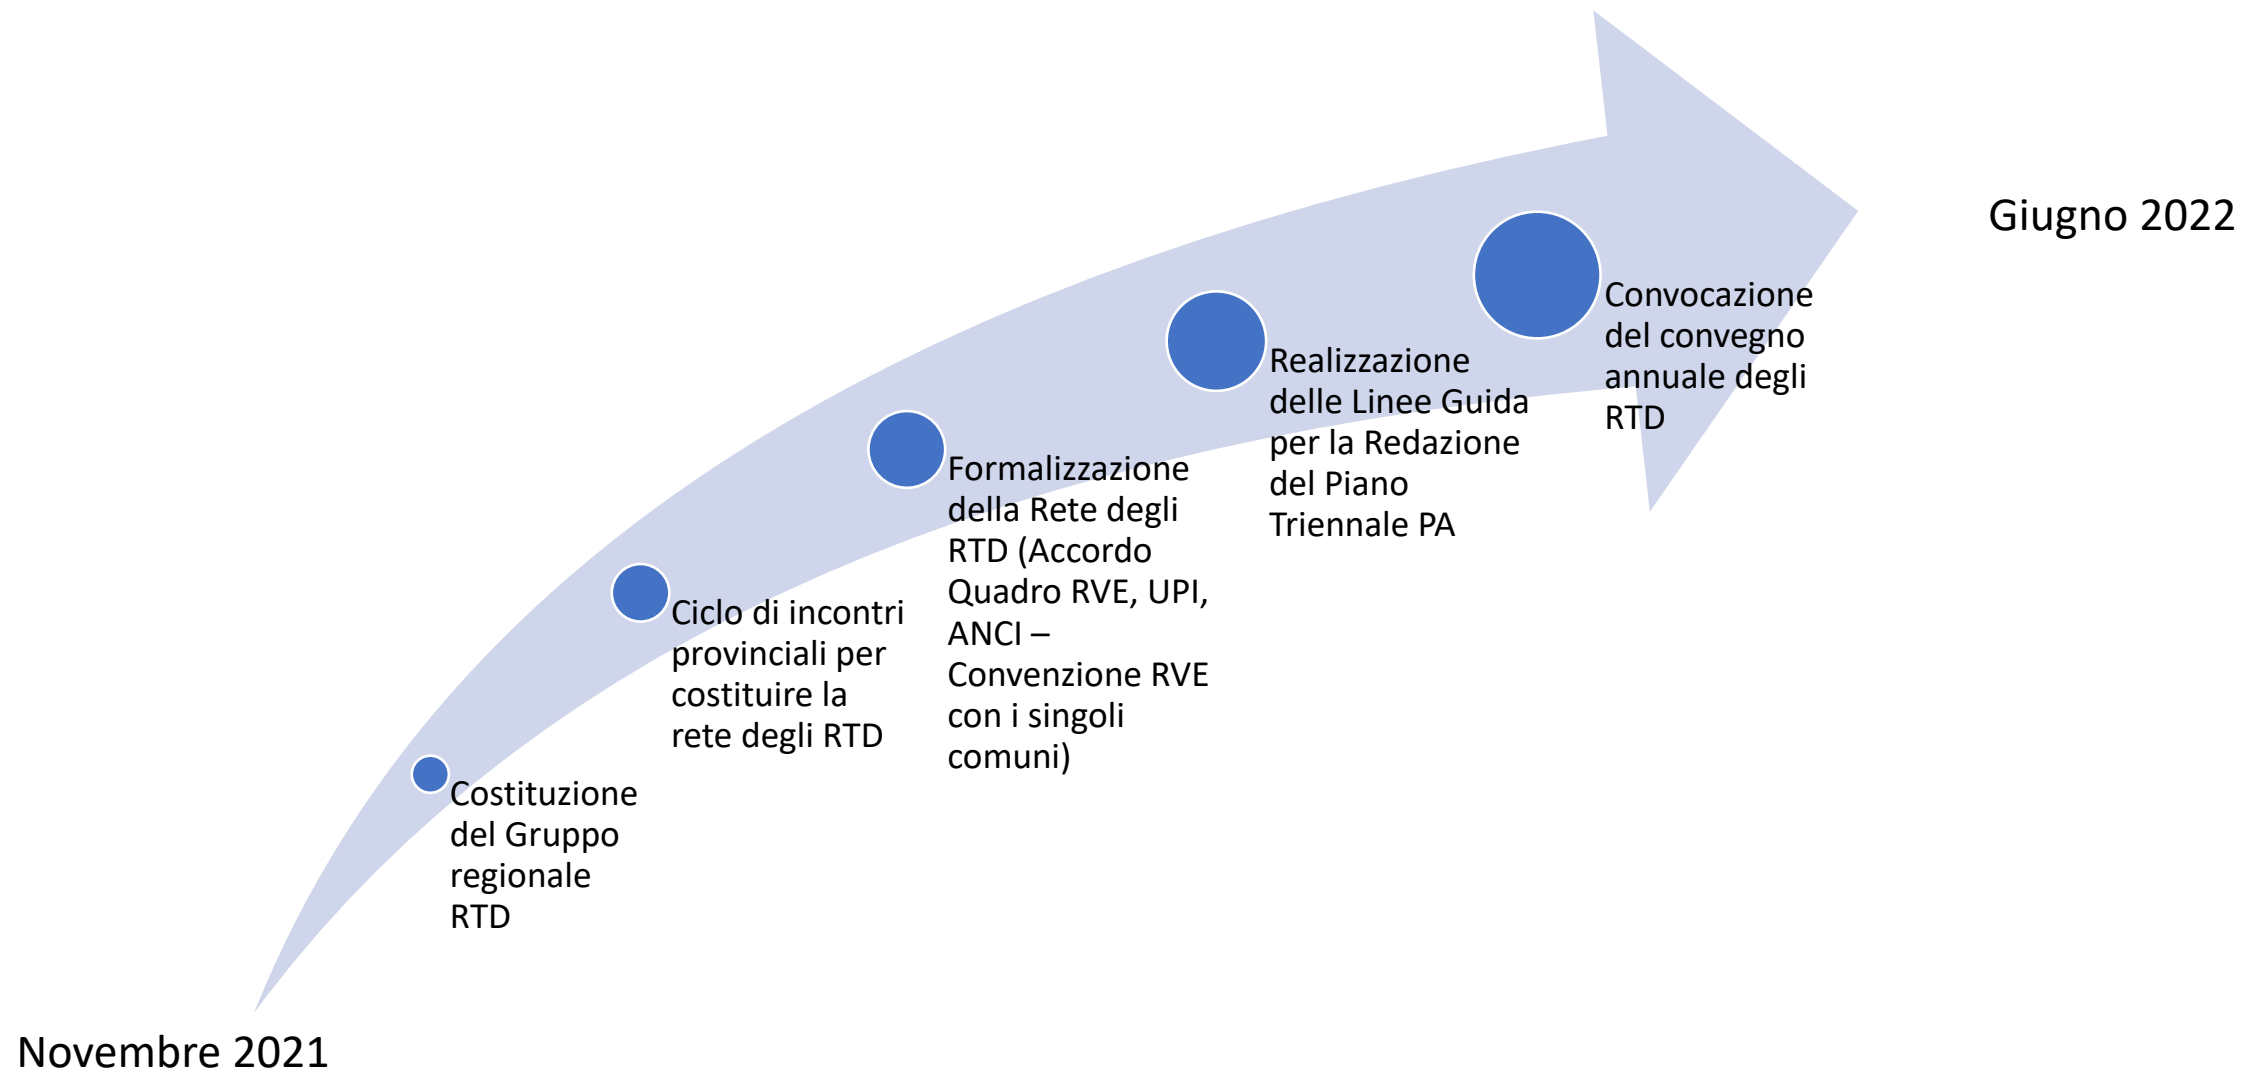 Novembre 2021
Costituzione
del Gruppo
regionale
RTD
Ciclo di incontri
provinciali per
costituire la
rete degli RTD
Formalizzazione
della Rete degli
RTD (Accordo
Quadro RVE, UPI,
ANCI –
Convenzione RVE
con i singoli
comuni)
Realizzazione
delle Linee Guida
per la Redazione
del Piano
Triennale PA
Convocazione
del convegno
annuale degli
RTD
Giugno 2022